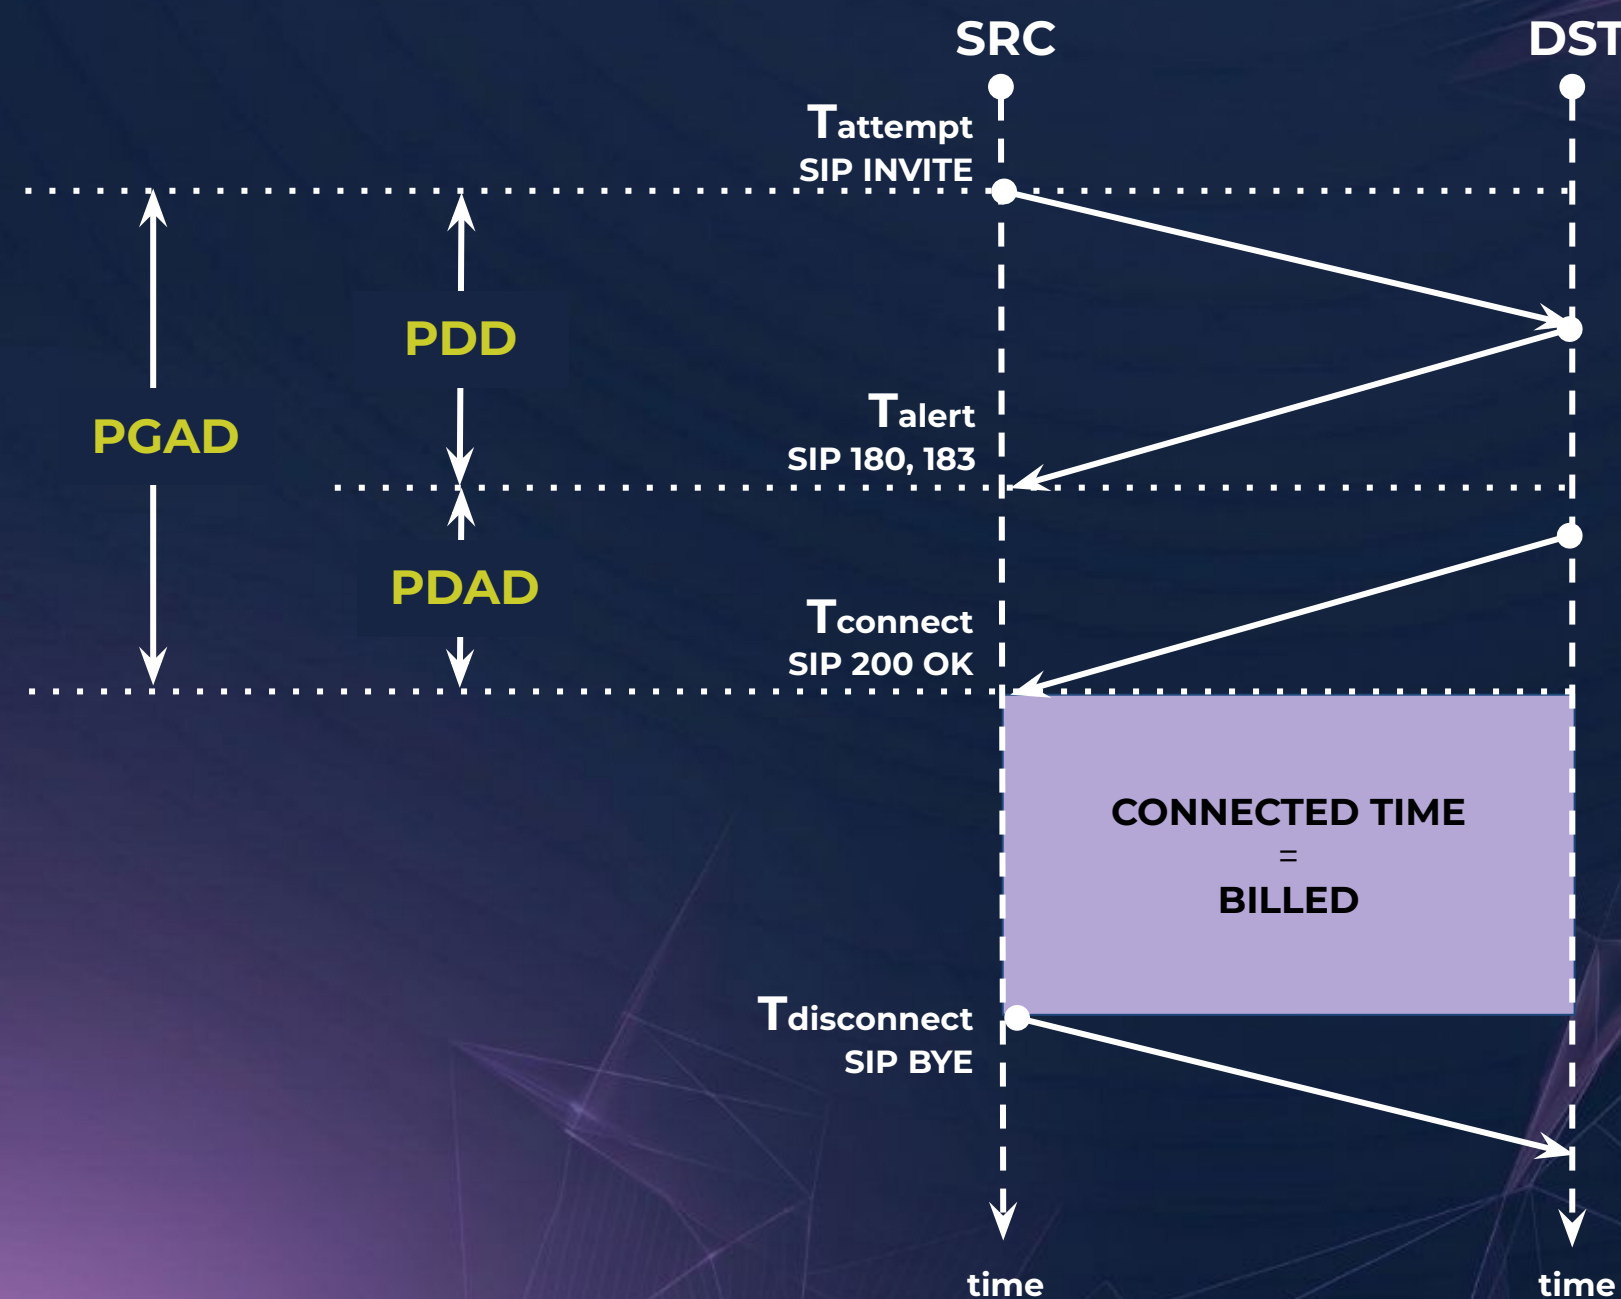 SRC
DST
Tattempt
SIP INVITE
PDD
PGAD
Talert
SIP 180, 183
PDAD
Tconnect
SIP 200 OK
CONNECTED TIME
=
BILLED
Tdisconnect
SIP BYE
time
time